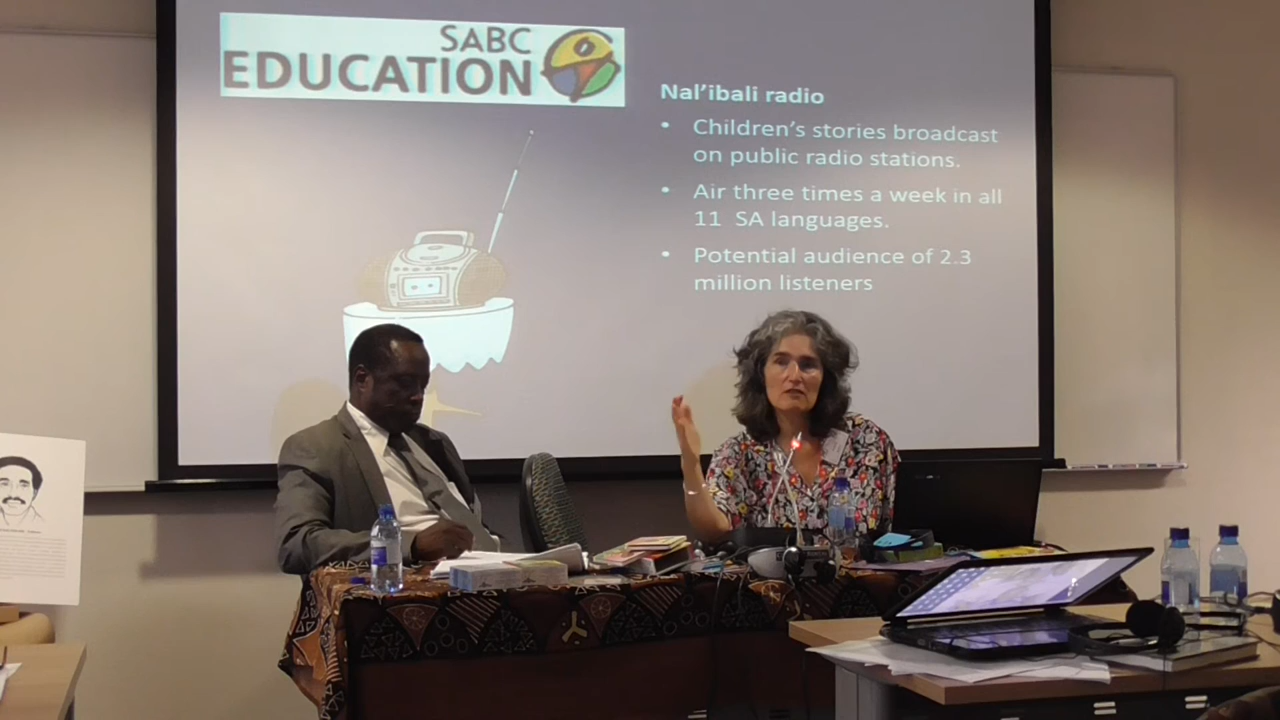 SABC
EDUCATION
Nal’ibali radio
• Children’s stories broadcast
on public radio stations.
• Air three times a week in all
11 SA languages.
• Potential audience of 2.3
million listeners